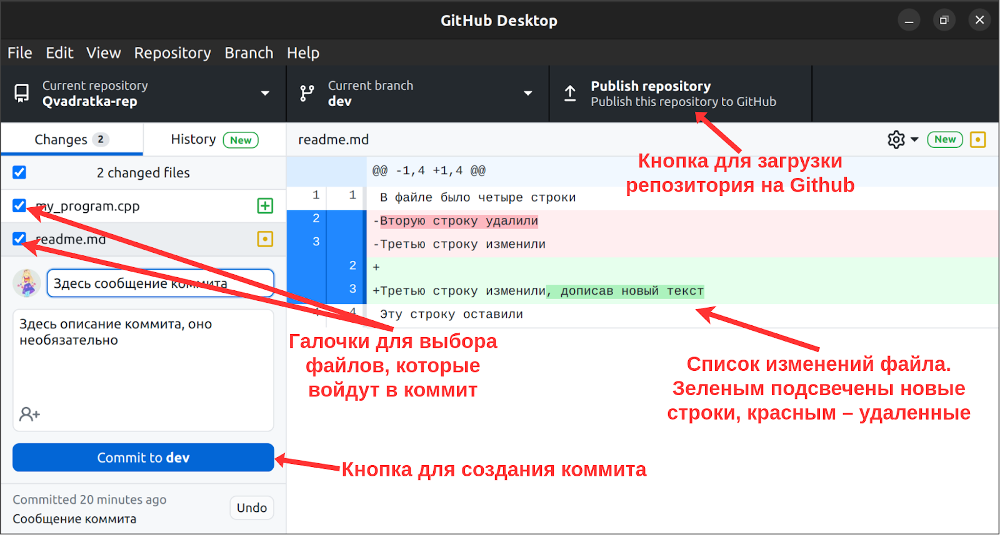 GitHub Desktop
File Edit View Repository Branch Help
Current repository
Qvadratka-rep
Current branch
dev
Publish repository
Publish this repository to GitHub
Changes 2
History New
readme.md
New
2 changed files
my_program.cpp
readme.md
Здесь сообщение коммита
Здесь описание коммита, оно
необязательно
Commit to dev
Committed 20 minutes ago
Сообщение коммита
Undo
@@ -1,4 +1,4 @@
1 1 В файле было четыре строки
2 -Вторую строку удалили
3 -Третью строку изменили
2 +
3 +Третью строку изменили, дописав новый текст
4 4 Эту строку оставили
Кнопка для загрузки
репозитория на Github
Галочки для выбора
файлов, которые
войдут в коммит
Список изменений файла.
Зеленым подсвечены новые
строки, красным – удаленные
Кнопка для создания коммита